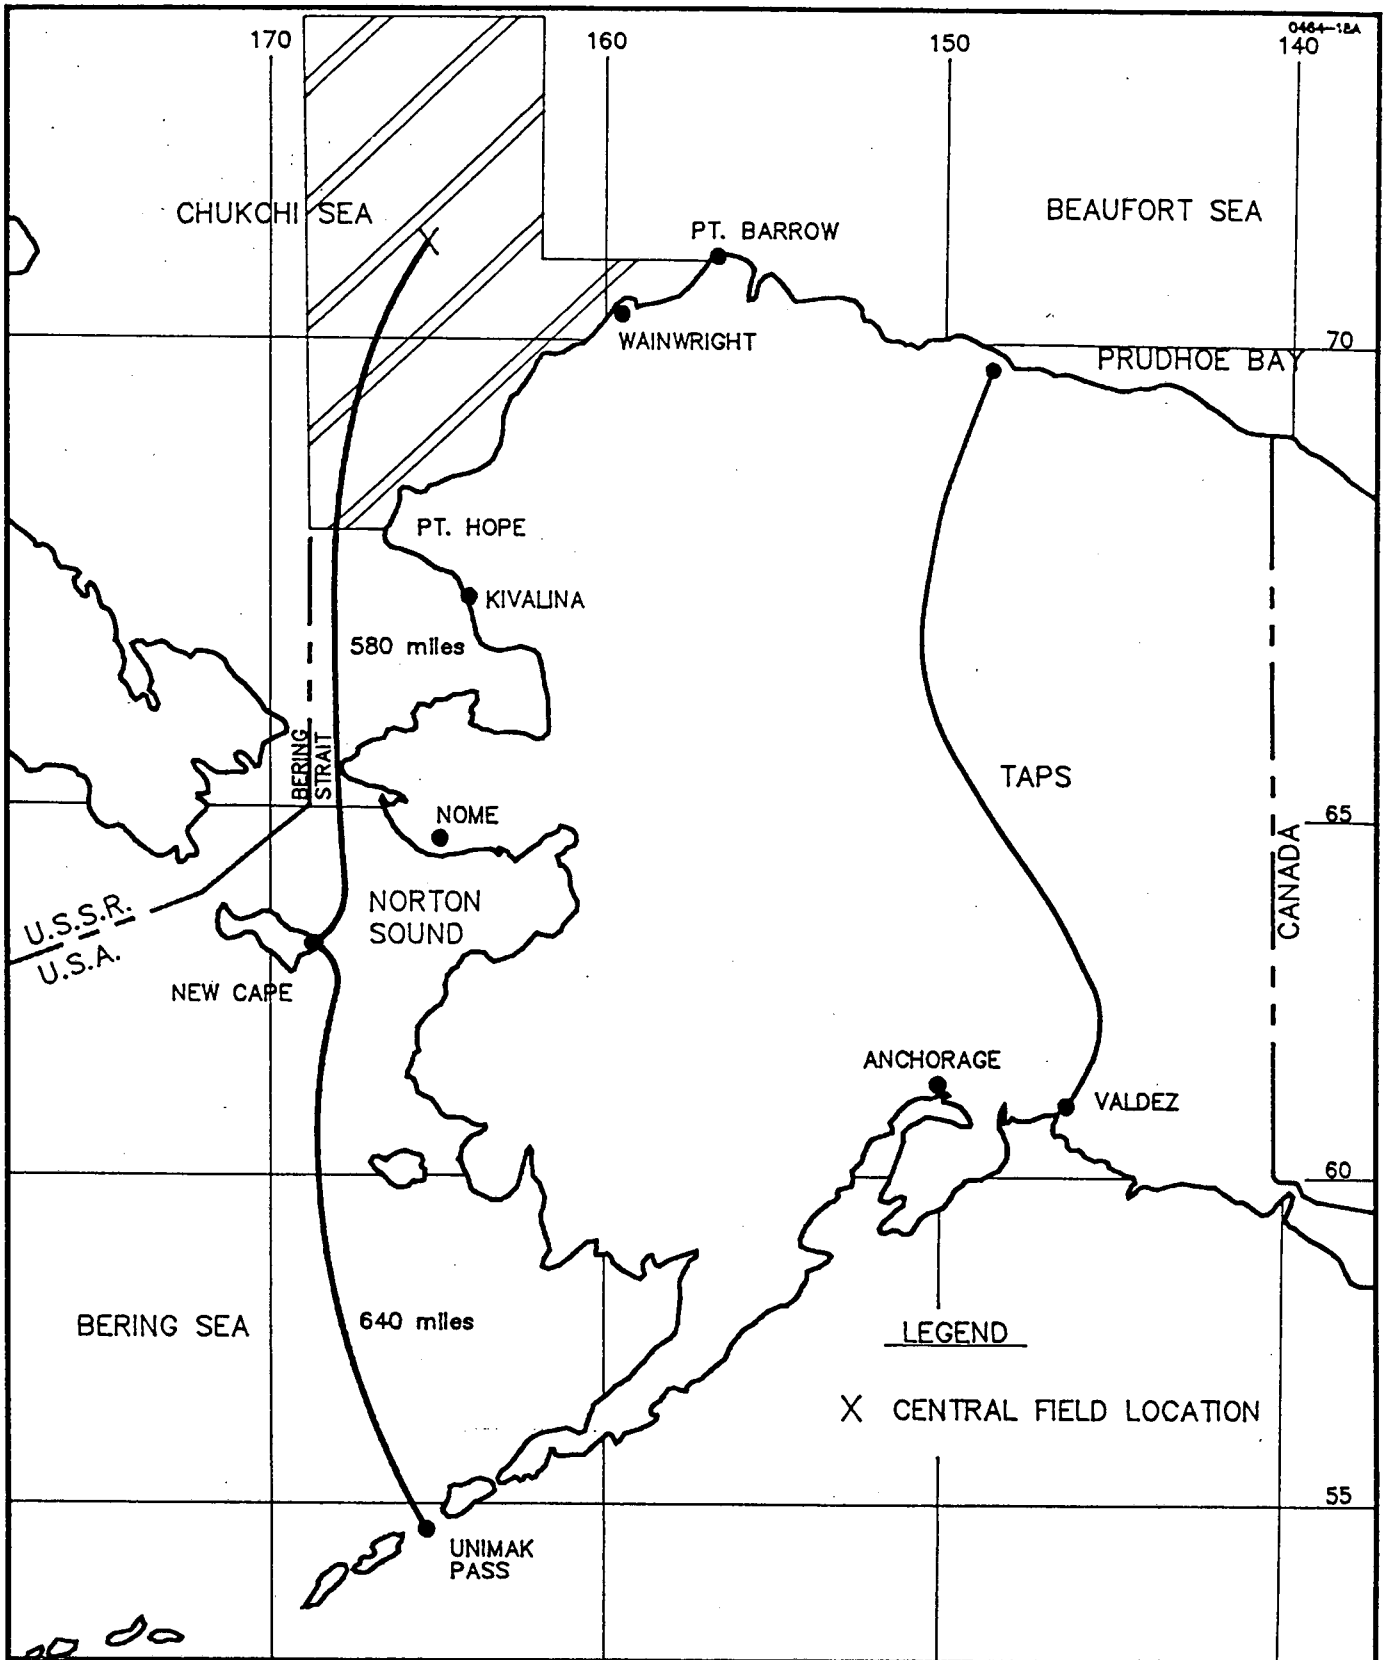 0464-18A
170
160
150
140
CHUKCHI SEA
BEAUFORT SEA
PT. BARROW
WAINWRIGHT
70
PRUDHOE BAY
PT. HOPE
KIVALINA
580 miles
BERING
STRAIT
TAPS
NOME
65
CANADA
NORTON
SOUND
U.S.S.R.
U.S.A.
NEW CAPE
ANCHORAGE
VALDEZ
60
BERING SEA
640 miles
LEGEND
X CENTRAL FIELD LOCATION
55
UNIMAK
PASS